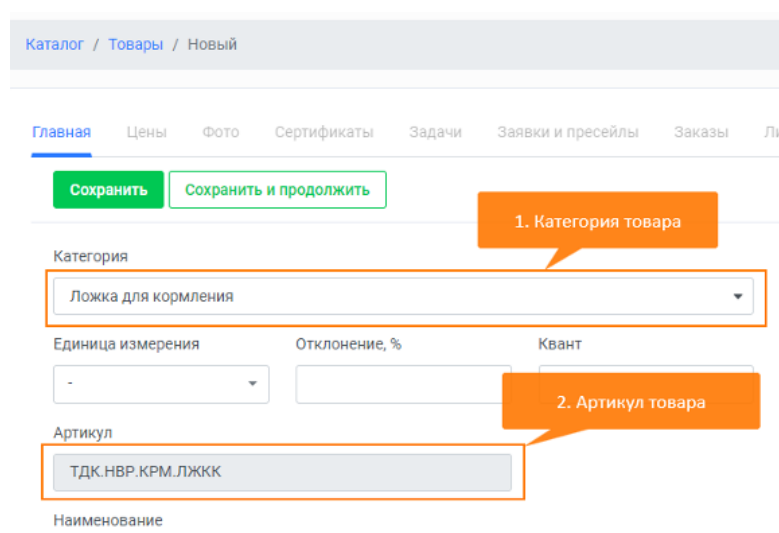 Каталог / Товары / Новый
Главная Цены Фото Сертификаты Задачи Заявки и пресейлы Заказы
Сохранить Сохранить и продолжить
1. Категория товара
Категория
Ложка для кормления
Единица измерения Отклонение, % Квант
-
2. Артикул товара
Артикул
ТДК.НВР.КРМ.ЛЖКК
Наименование